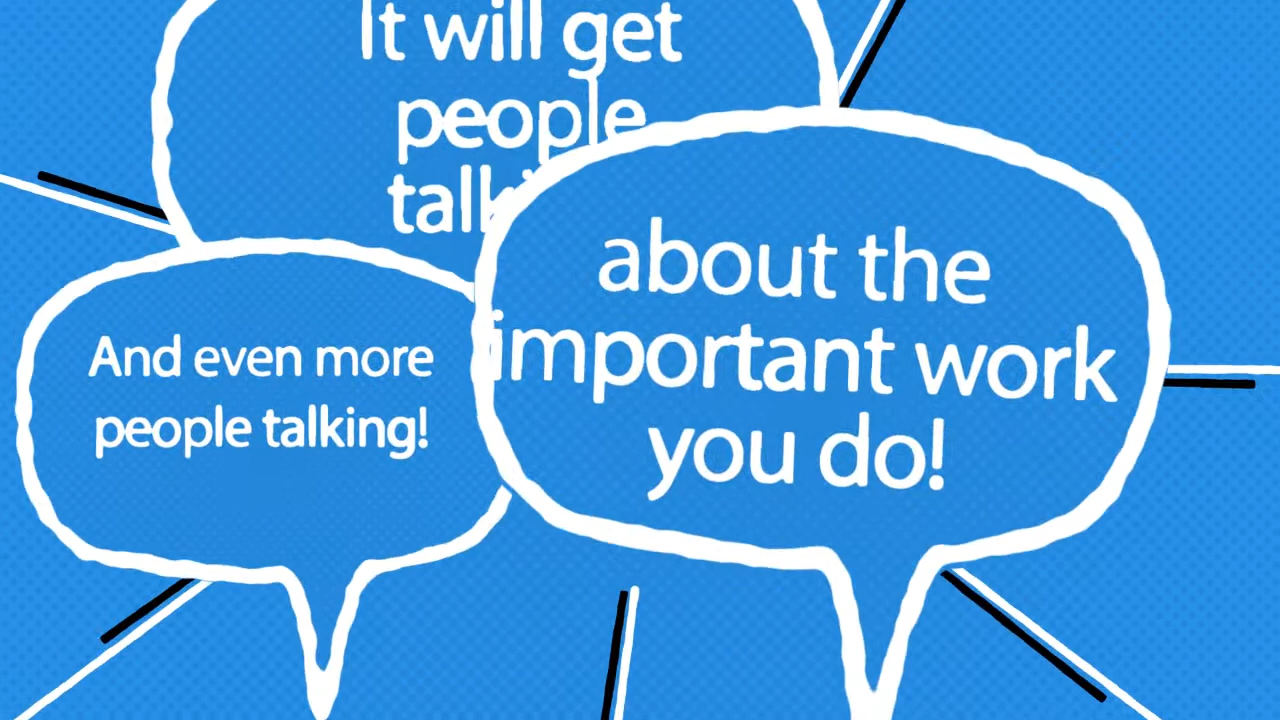 It will get
people
And even more
people talking!
about the
important work
you do!